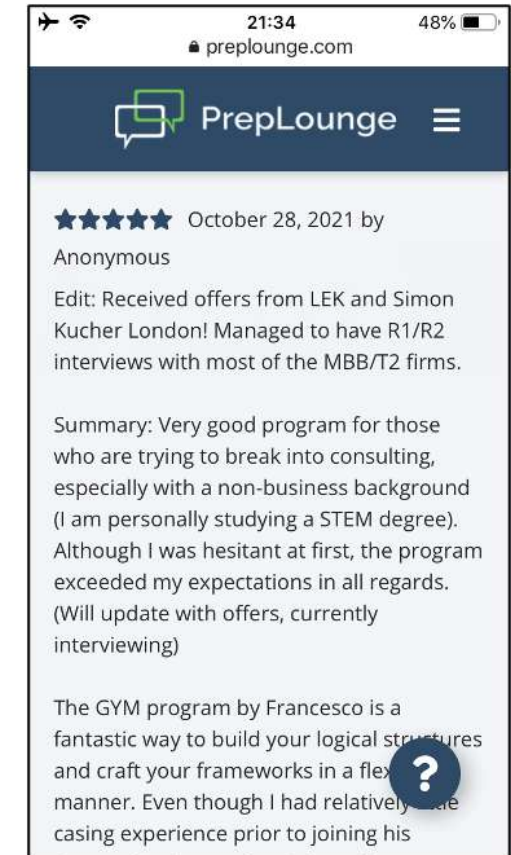 21:34
48%
preplounge.com
PrepLounge
October 28, 2021 by
Anonymous
Edit: Received offers from LEK and Simon
Kucher London! Managed to have R1/R2
interviews with most of the MBB/T2 firms.
Summary: Very good program for those
who are trying to break into consulting,
especially with a non-business background
(I am personally studying a STEM degree).
Although I was hesitant at first, the program
exceeded my expectations in all regards.
(Will update with offers, currently
interviewing)
The GYM program by Francesco is a
fantastic way to build your logical structures
and craft your frameworks in a
?
manner. Even though I had relatively
casing experience prior to joining his